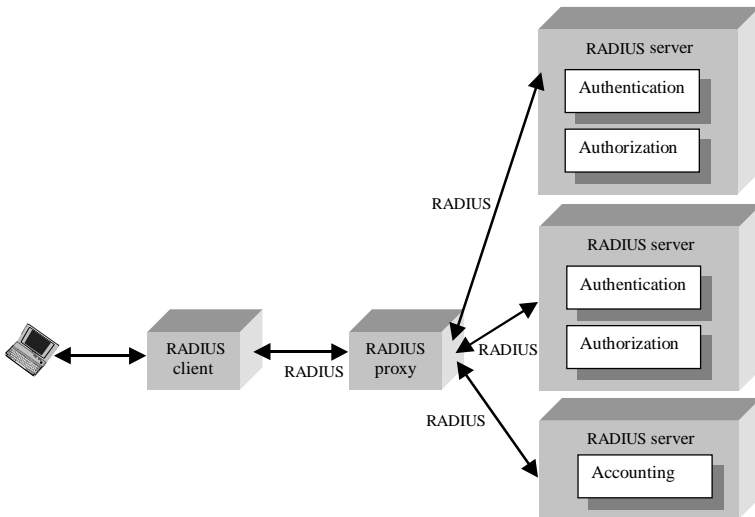 RADIUS server
Authentication
Authorization
RADIUS
RADIUS server
Authentication
Authorization
RADIUS
client
RADIUS
RADIUS
proxy
RADIUS
RADIUS
RADIUS server
Accounting